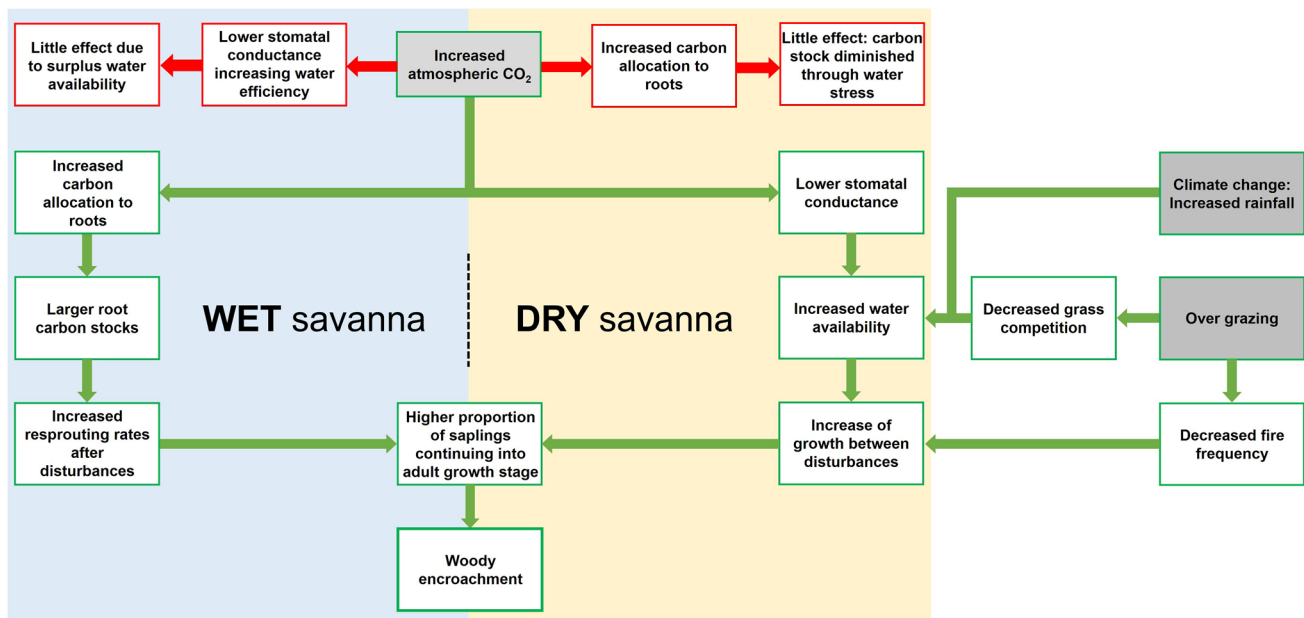 Little effect due
to surplus water
availability
Lower stomatal
conductance
increasing water
efficiency
Increased
atmospheric CO₂
Increased carbon
allocation to
roots
Little effect: carbon
stock diminished
through water
stress
Increased
carbon
allocation to
roots
Lower stomatal
conductance
Climate change:
Increased rainfall
Larger root
carbon stocks
WET savanna
DRY savanna
Increased water
availability
Decreased grass
competition
Over grazing
Increased
resprouting rates
after
disturbances
Higher proportion
of saplings
continuing into
adult growth stage
Increase of
growth between
disturbances
Decreased fire
frequency
Woody
encroachment